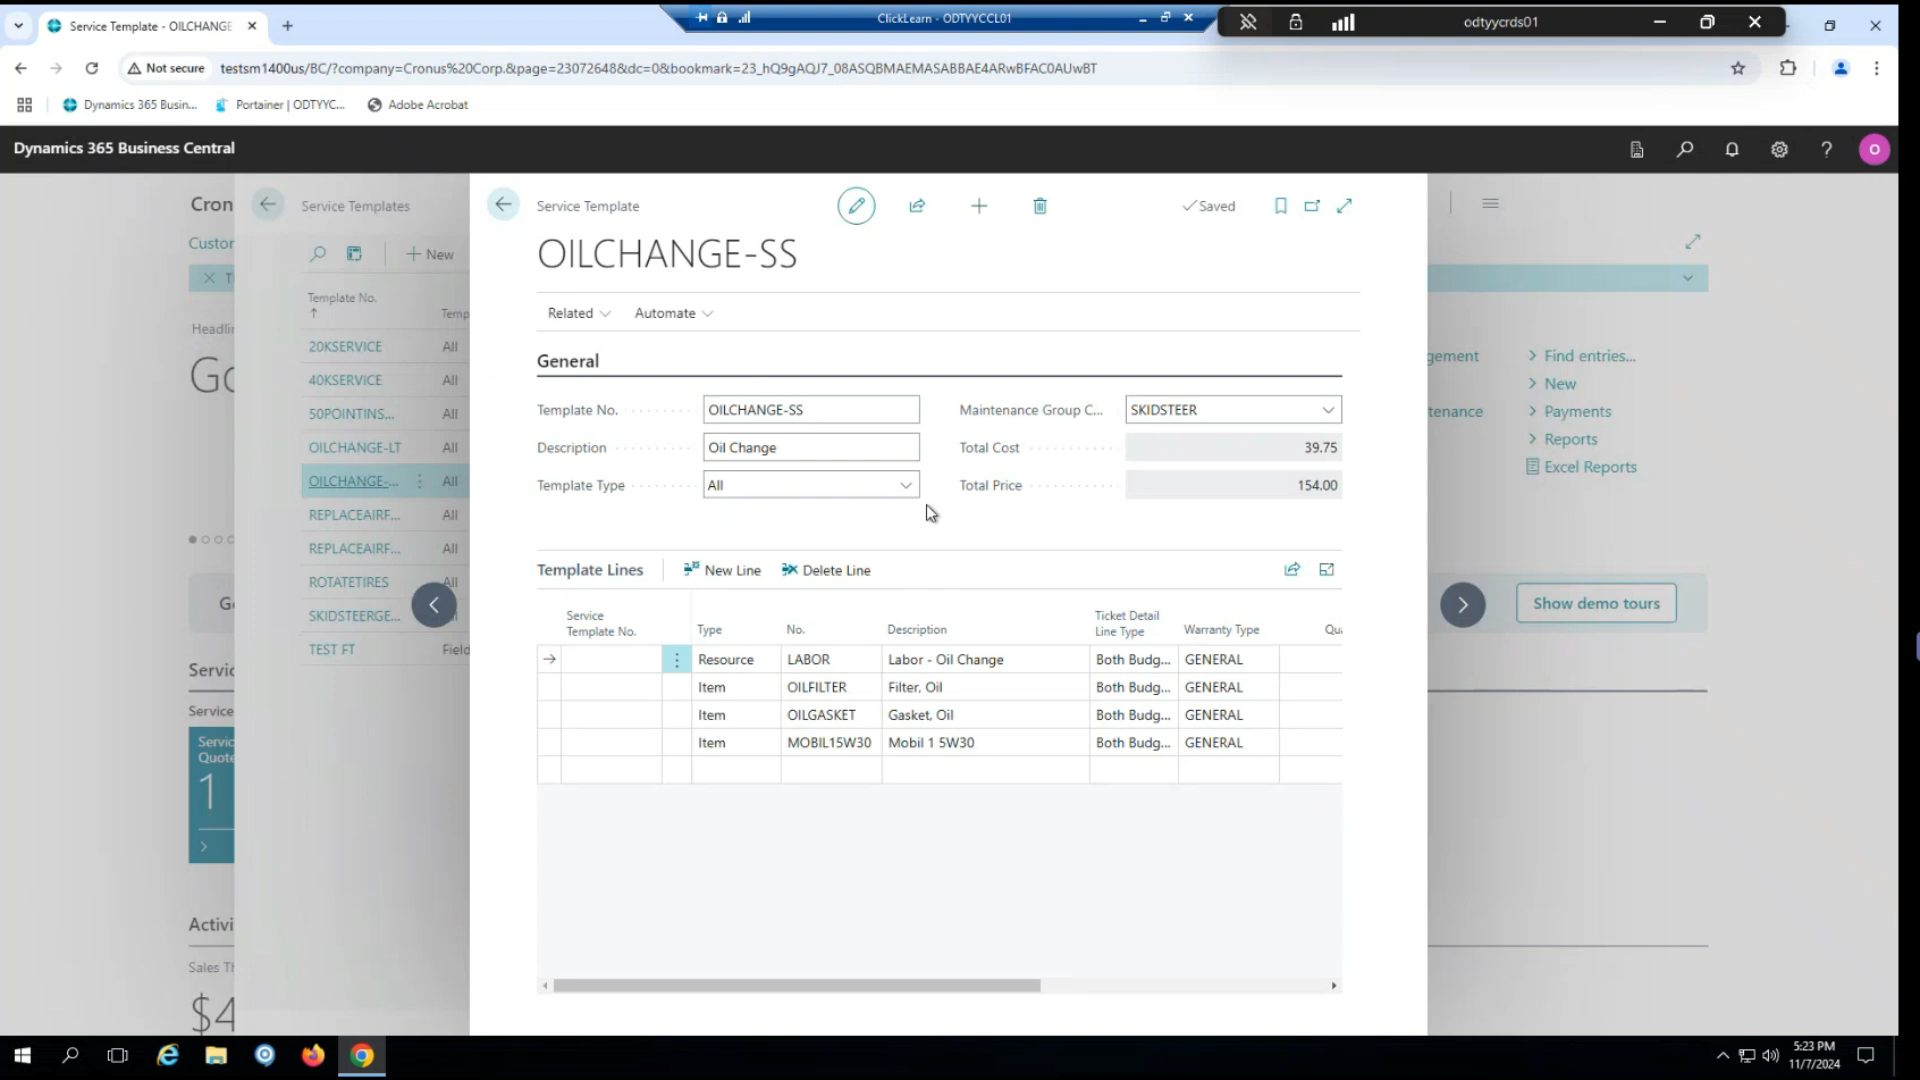 Service Template - OILCHANGE
ClickLearn - ODTYYCCL01
odtyycrds01
Not secure
testsm1400us/BC/?company=Cronus%20Corp.&page=23072648&dc=0&bookmark=23_hQ9gAQJ7_08ASQBMAEMASABBAE4ARwBFAC0AUwBT
Dynamics 365 Busin...
Portainer | ODTYYC...
Adobe Acrobat
Dynamics 365 Business Central
O
Cron
Service Templates
Service Template
Saved
Custor
New
OILCHANGE-SS
Template No.
Temp
Related
Automate
Headlin
General
Go
20KSERVICE All
40KSERVICE All
50POINTINS... All
OILCHANGE-LT All
OILCHANGE-... All
REPLACEAIRF... All
REPLACEAIRF... All
ROTATETIRES All
SKIDSTEERGE...
TEST FT Field
Template No. OILCHANGE-SS
Description Oil Change
Template Type All
Maintenance Group C... SKIDSTEER
Total Cost 39.75
Total Price 154.00
gement
tenance
Find entries...
New
Payments
Reports
Excel Reports
Template Lines
New Line
Delete Line
Show demo tours
Service
Template No. Type No. Description Ticket Detail
Line Type Warranty Type Qu
Resource LABOR Labor - Oil Change Both Budg... GENERAL
Item OILFILTER Filter, Oil Both Budg... GENERAL
Item OILGASKET Gasket, Oil Both Budg... GENERAL
Item MOBIL15W30 Mobil 1 5W30 Both Budg... GENERAL
Servic
Service
Servic
Quote
1
Activi
Sales Th
$4
5:23 PM
11/7/2024